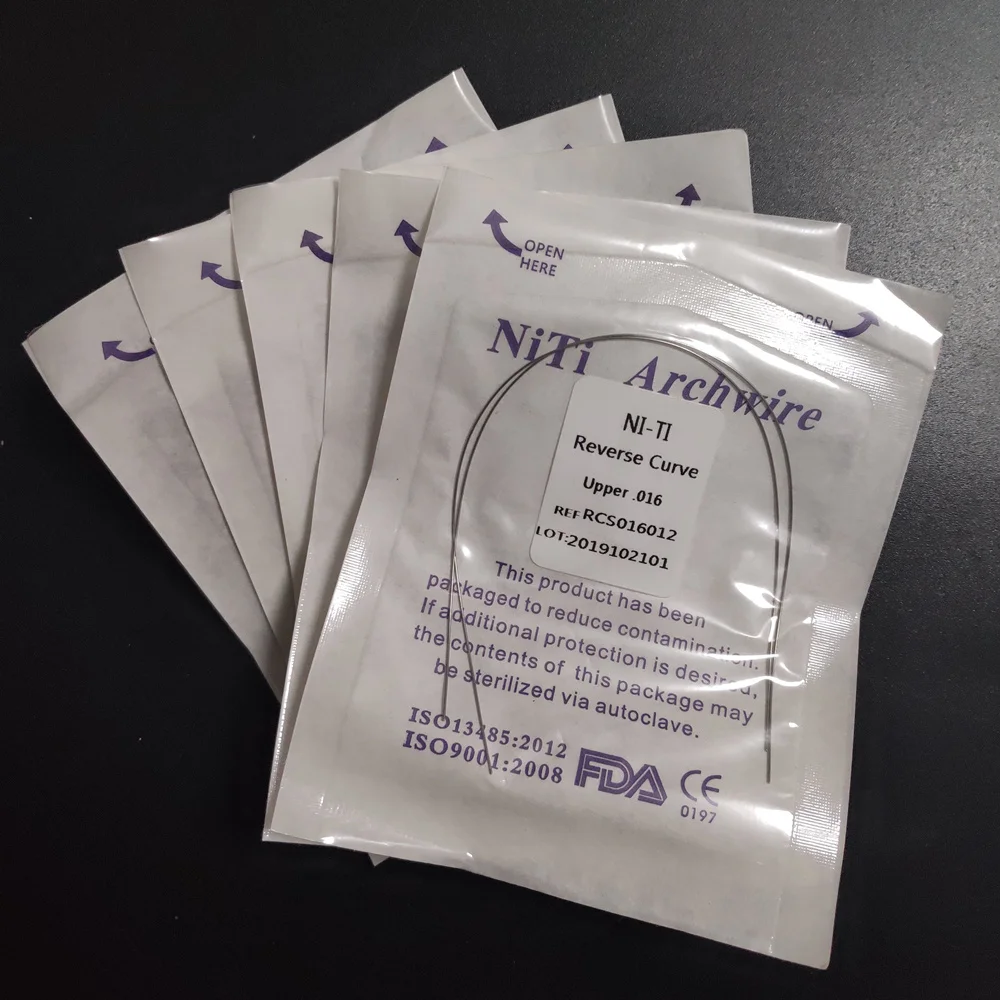 OPEN
HERE
OPEN
NiTi Archwire
NI-TI
Reverse Curve
Upper .016
REF RCS016012
LOT:2019102101
This product has been
packaged to reduce contamination.
If additional protection is desired,
the contents of this package may
be sterilized via autoclave.
ISO13485:2012
ISO9001:2008
FDA
CE
0197